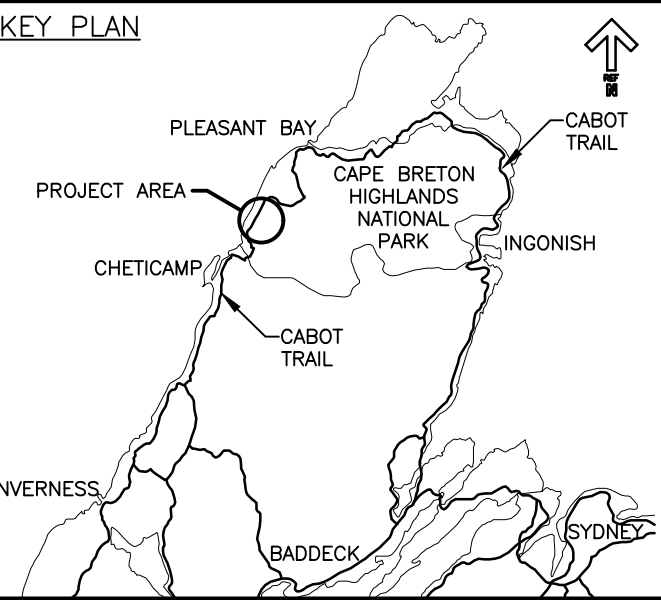 KEY PLAN
REF
N
CABOT
TRAIL
PLEASANT BAY
CAPE BRETON
HIGHLANDS
NATIONAL
PARK
PROJECT AREA
INGONISH
CHETICAMP
CABOT
TRAIL
NVERNESS
SYDNEY
BADDECK